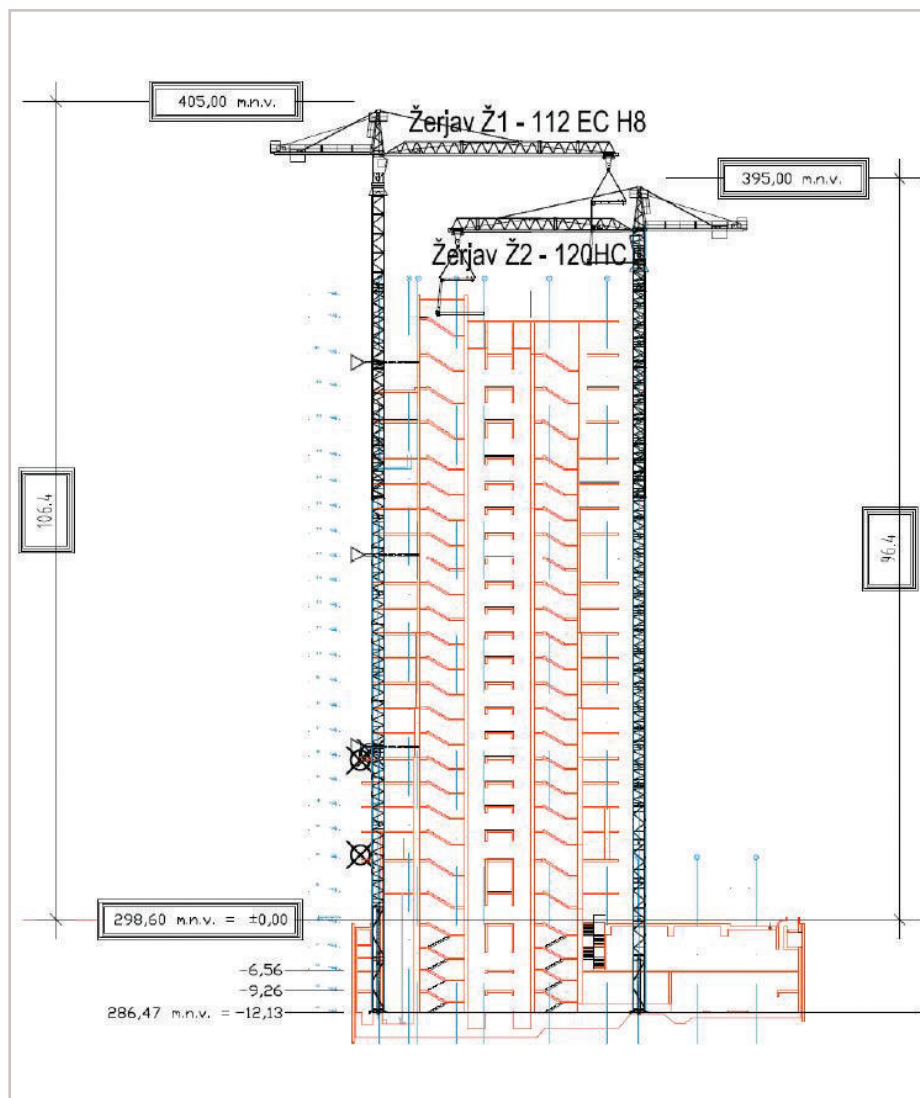 405,00 m.n.v.
Žerjav Ž1 - 112 EC H8
395,00 m.n.v.
Žerjav Ž2 - 120HC
106.4
96.4
298,60 m.n.v. = ±0,00
-6,56
-9,26
286,47 m.n.v. = -12,13